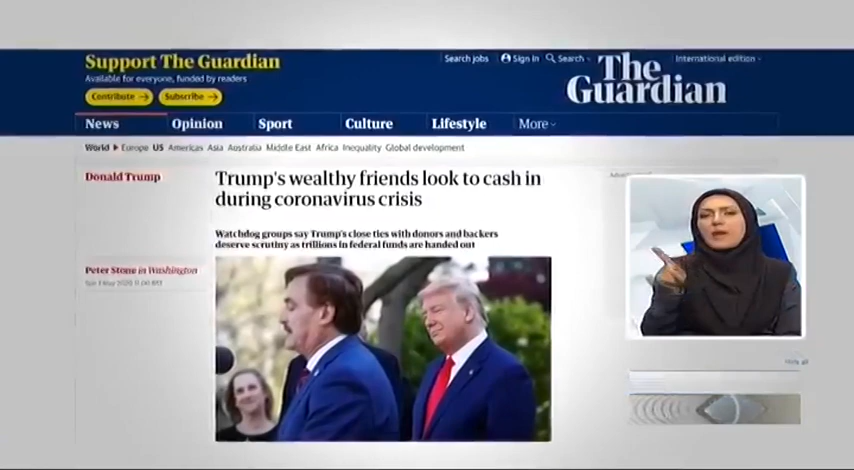 Support The Guardian
Available for everyone, funded by readers
Contribute →
Subscribe →
Search jobs
Sign in
Search
International edition
The
Guardian
News
Opinion
Sport
Culture
Lifestyle
More
World
Europe
US
Americas
Asia
Australia
Middle East
Africa
Inequality
Global development
Donald Trump
Trump's wealthy friends look to cash in
during coronavirus crisis
Watchdog groups say Trump's close ties with donors and backers
deserve scrutiny as trillions in federal funds are handed out
Peter Stone in Washington